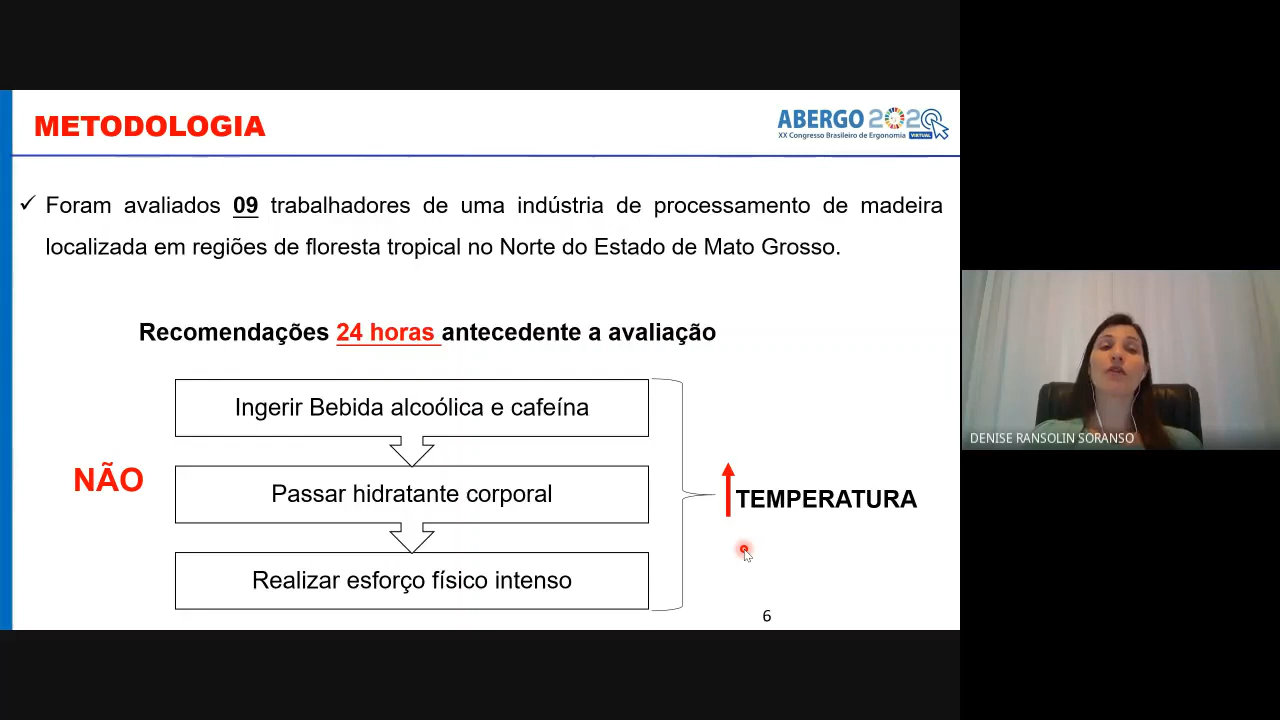 METODOLOGIA
ABERGO 2020
XX Congresso Brasileiro de Ergonomia VIRTUAL
✓ Foram avaliados 09 trabalhadores de uma indústria de processamento de madeira
localizada em regiões de floresta tropical no Norte do Estado de Mato Grosso.
Recomendações 24 horas antecedente a avaliação
Ingerir Bebida alcoólica e cafeína
NÃO
Passar hidratante corporal
Realizar esforço físico intenso
TEMPERATURA
6
DENISE RANSOLIN SORANSO